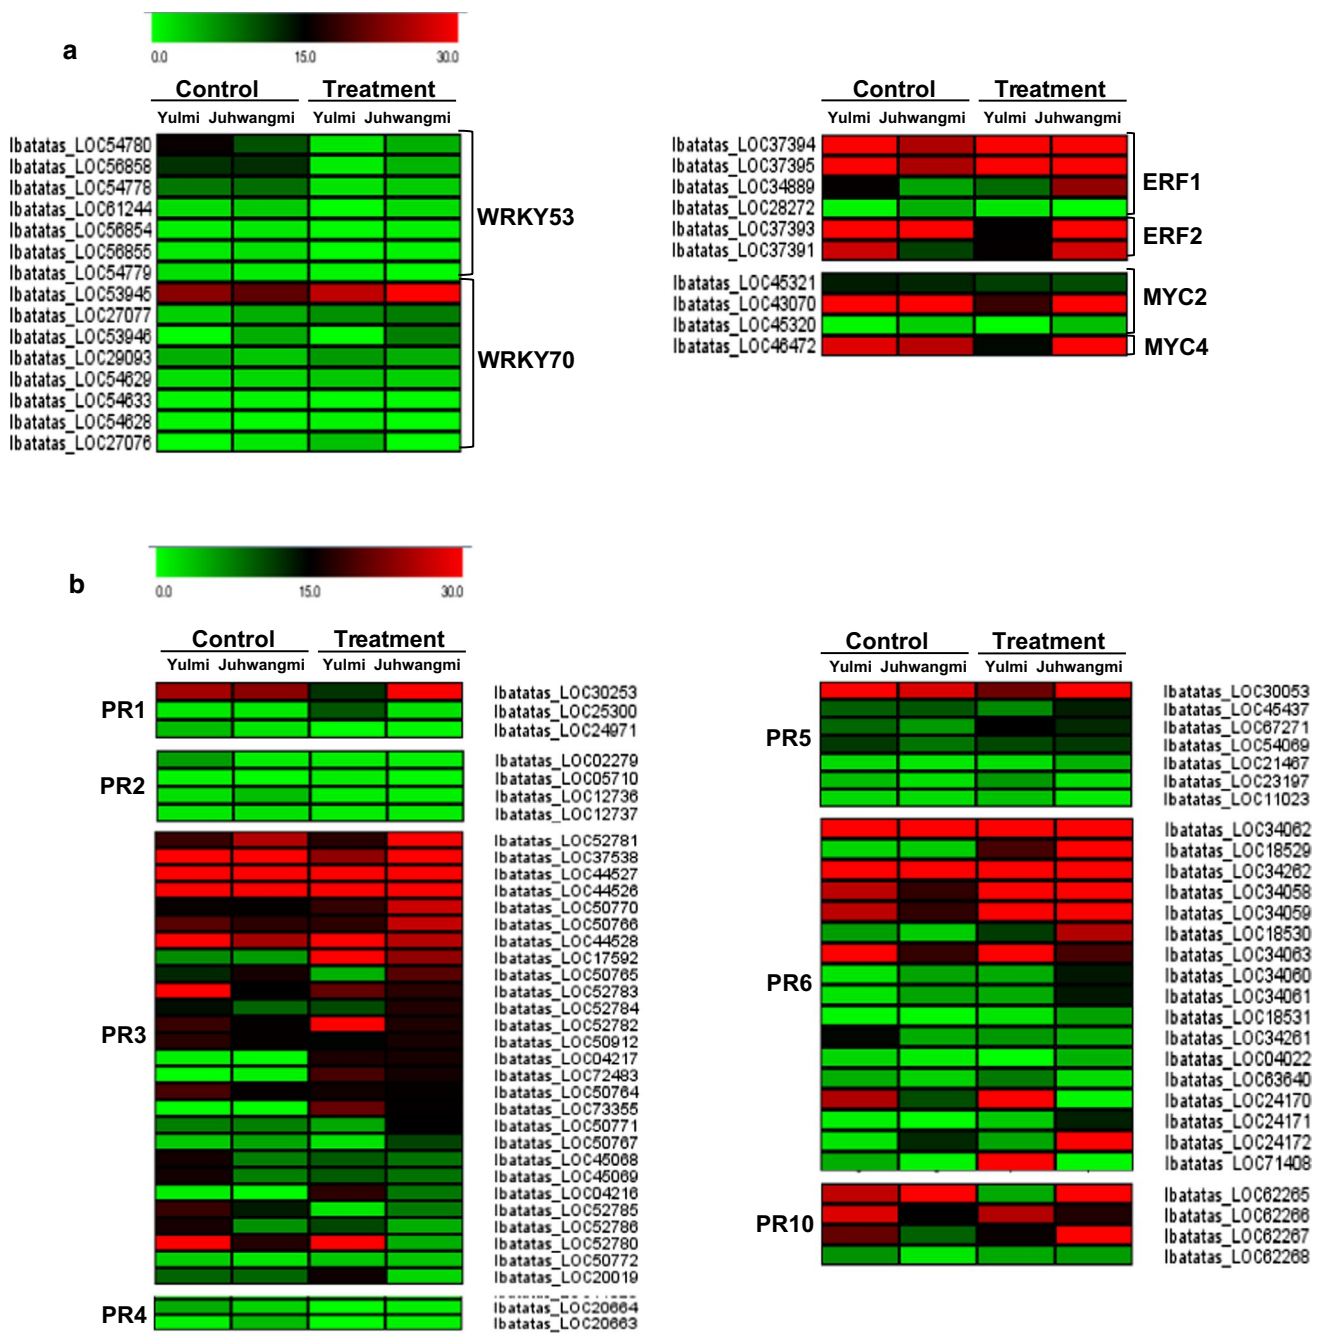 a
0.0 15.0 30.0
Control Treatment
Yulmi Juhwangmi Yulmi Juhwangmi
Ibatatas_LOC54780
Ibatatas_LOC56858
Ibatatas_LOC54778
Ibatatas_LOC61244
Ibatatas_LOC56854
Ibatatas_LOC56855
Ibatatas_LOC54779
WRKY53
Ibatatas_LOC53945
Ibatatas_LOC27077
Ibatatas_LOC53946
Ibatatas_LOC29093
Ibatatas_LOC54629
Ibatatas_LOC54633
Ibatatas_LOC54628
Ibatatas_LOC27076
WRKY70
Control Treatment
Yulmi Juhwangmi Yulmi Juhwangmi
Ibatatas_LOC37394
Ibatatas_LOC37395
Ibatatas_LOC34889
Ibatatas_LOC28272
ERF1
Ibatatas_LOC37393
Ibatatas_LOC37391
ERF2
Ibatatas_LOC45321
Ibatatas_LOC43070
Ibatatas_LOC45320
MYC2
Ibatatas_LOC46472
MYC4
b
0.0 15.0 30.0
Control Treatment
Yulmi Juhwangmi Yulmi Juhwangmi
PR1
Ibatatas_LOC30253
Ibatatas_LOC25300
Ibatatas_LOC24971
PR2
Ibatatas_LOC02279
Ibatatas_LOC05710
Ibatatas_LOC12736
Ibatatas_LOC12737
PR3
Ibatatas_LOC52781
Ibatatas_LOC37538
Ibatatas_LOC44527
Ibatatas_LOC44526
Ibatatas_LOC50770
Ibatatas_LOC50766
Ibatatas_LOC44528
Ibatatas_LOC17592
Ibatatas_LOC50765
Ibatatas_LOC52783
Ibatatas_LOC52784
Ibatatas_LOC52782
Ibatatas_LOC50912
Ibatatas_LOC04217
Ibatatas_LOC72483
Ibatatas_LOC50764
Ibatatas_LOC73355
Ibatatas_LOC50771
Ibatatas_LOC50767
Ibatatas_LOC45068
Ibatatas_LOC45069
Ibatatas_LOC04216
Ibatatas_LOC52785
Ibatatas_LOC52786
Ibatatas_LOC52780
Ibatatas_LOC50772
Ibatatas_LOC20019
PR4
Ibatatas_LOC20664
Ibatatas_LOC20663
Control Treatment
Yulmi Juhwangmi Yulmi Juhwangmi
PR5
Ibatatas_LOC30053
Ibatatas_LOC45437
Ibatatas_LOC67271
Ibatatas_LOC54069
Ibatatas_LOC21467
Ibatatas_LOC23197
Ibatatas_LOC11023
PR6
Ibatatas_LOC34062
Ibatatas_LOC18529
Ibatatas_LOC34262
Ibatatas_LOC34058
Ibatatas_LOC34059
Ibatatas_LOC18530
Ibatatas_LOC34063
Ibatatas_LOC34060
Ibatatas_LOC34061
Ibatatas_LOC18531
Ibatatas_LOC34261
Ibatatas_LOC04022
Ibatatas_LOC63640
Ibatatas_LOC24170
Ibatatas_LOC24171
Ibatatas_LOC24172
Ibatatas_LOC71408
PR10
Ibatatas_LOC62265
Ibatatas_LOC62266
Ibatatas_LOC62267
Ibatatas_LOC62268